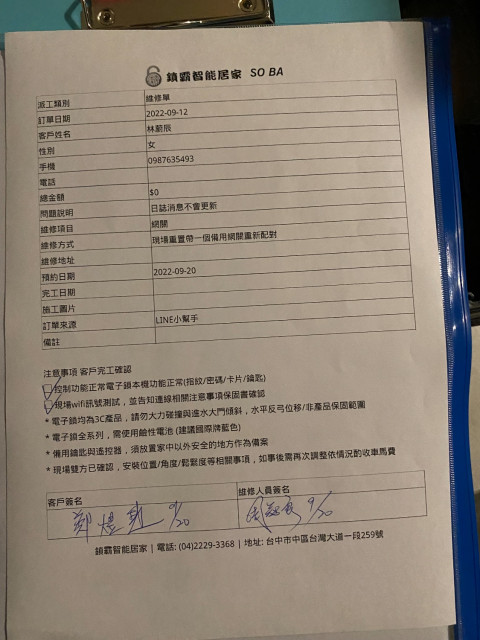 鎖霸智能居家 SO BA
派工類別 維修單
訂單日期 2022-09-12
客戶姓名 林穎辰
性別 女
手機 0987635493
電話
總金額 $0
問題說明 日誌消息不會更新
維修項目 網關
維修方式 現場重置帶一個備用網關重新配對
維修地址
預約日期 2022-09-20
完工日期
施工圖片
訂單來源 LINE小幫手
備註
注意事項 客戶完工確認
控制功能正常電子鎖本機功能正常(指紋/密碼/卡片/鑰匙)
現場wifi訊號測試，並告知連線相關注意事項保固書確認
* 電子鎖均為3C產品，請勿大力碰撞與進水大門傾斜，水平反弓位移/非產品保固範圍
* 電子鎖全系列，需使用鹼性電池 (建議國際牌藍色)
* 備用鑰匙與遙控器，須放置家中以外安全的地方作為備案
* 現場雙方已確認，安裝位置/角度/鬆緊度等相關事項，如事後需再次調整依情況酌收車馬費
客戶簽名 維修人員簽名
9/20 9/20
鎖霸智能居家 | 電話: (04)2229-3368 | 地址: 台中市中區台灣大道一段259號